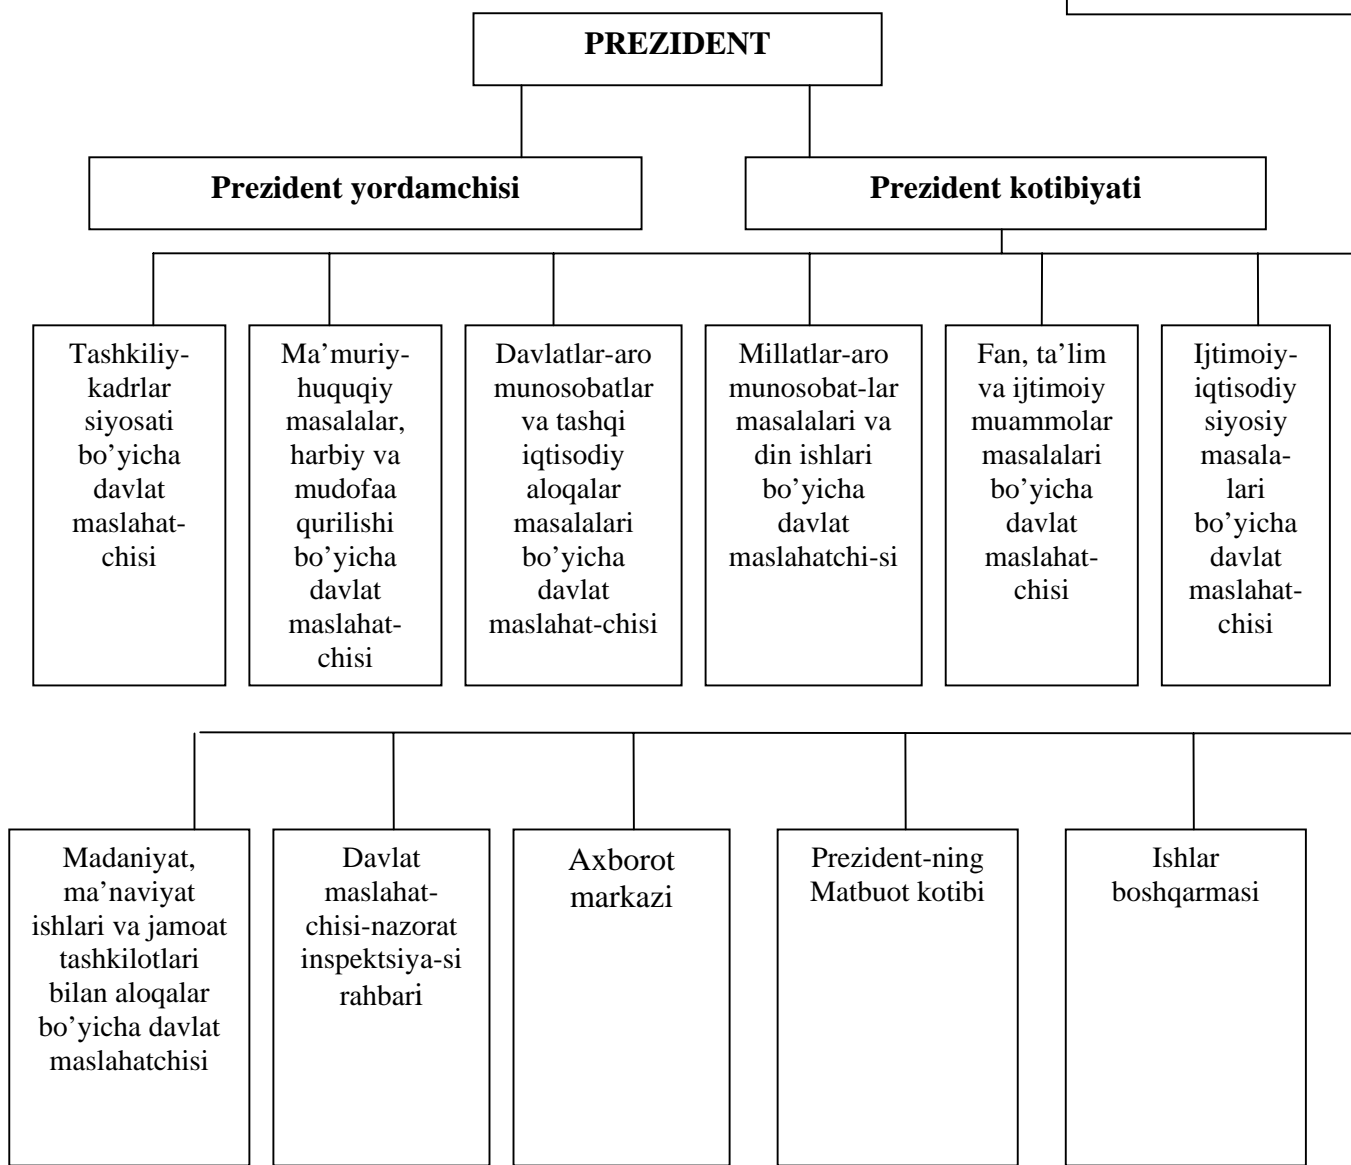 PREZIDENT
Prezident yordamchisi
Prezident kotibiyati
Tashkiliy-
kadrlar
siyosati
bo’yicha
davlat
maslahat-
chisi
Ma’muriy-
huquqiy
masalalar,
harbiy va
mudofaa
qurilishi
bo’yicha
davlat
maslahat-
chisi
Davlatlar-aro
munosobatlar
va tashqi
iqtisodiy
aloqalar
masalalari
bo’yicha
davlat
maslahat-chisi
Millatlar-aro
munosobat-lar
masalalari va
din ishlari
bo’yicha
davlat
maslahatchi-si
Fan, ta’lim
va ijtimoiy
muammolar
masalalari
bo’yicha
davlat
maslahat-
chisi
Ijtimoiy-
iqtisodiy
siyosiy
masala-
lari
bo’yicha
davlat
maslahat-
chisi
Madaniyat,
ma’naviyat
ishlari va jamoat
tashkilotlari
bilan aloqalar
bo’yicha davlat
maslahatchisi
Davlat
maslahat-
chisi-nazorat
inspektsiya-si
rahbari
Axborot
markazi
Prezident-ning
Matbuot kotibi
Ishlar
boshqarmasi